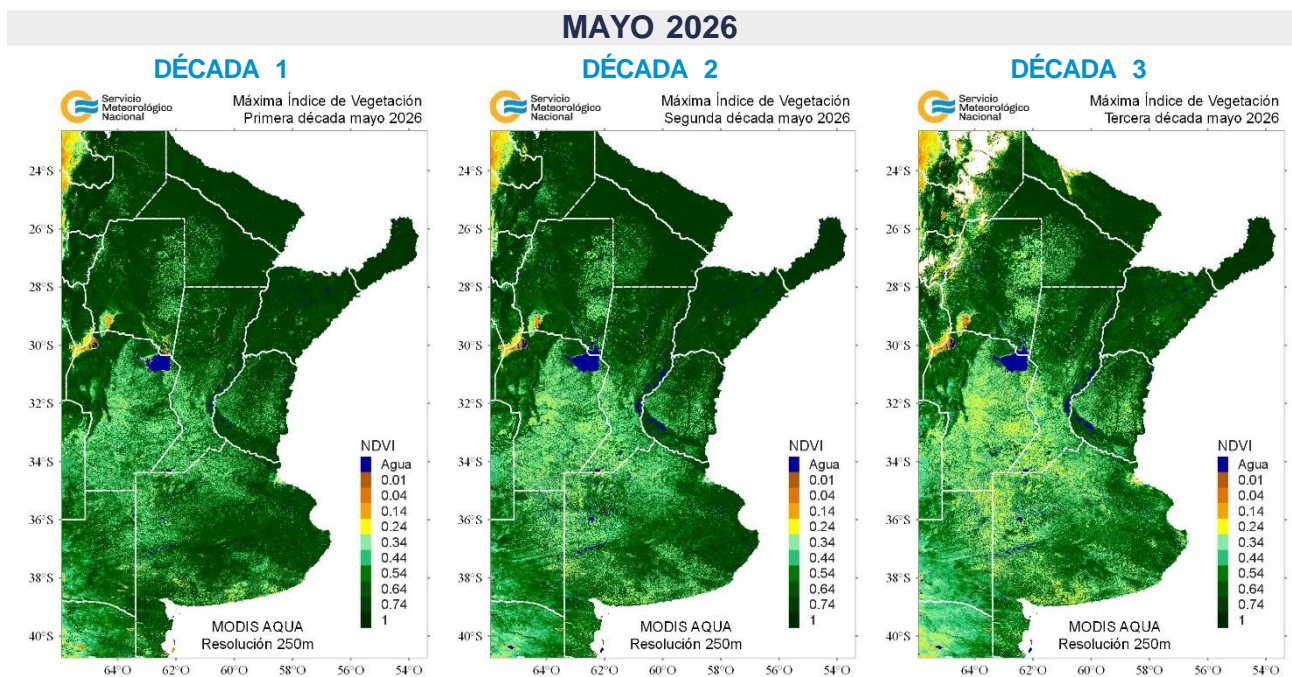 MAYO 2026
DÉCADA 1
Servicio
Meteorológico
Nacional
Máxima Índice de Vegetación
Primera década mayo 2026
24°S
26°S
28°S
30°S
32°S
34°S
36°S
38°S
40°S
NDVI
Agua
0.01
0.04
0.14
0.24
0.34
0.44
0.54
0.64
0.74
1
MODIS AQUA
Resolución 250m
64°O
62°O
60°O
58°O
56°O
54°O
DÉCADA 2
Servicio
Meteorológico
Nacional
Máxima Índice de Vegetación
Segunda década mayo 2026
24°S
26°S
28°S
30°S
32°S
34°S
36°S
38°S
40°S
NDVI
Agua
0.01
0.04
0.14
0.24
0.34
0.44
0.54
0.64
0.74
1
MODIS AQUA
Resolución 250m
64°O
62°O
60°O
58°O
56°O
54°O
DÉCADA 3
Servicio
Meteorológico
Nacional
Máxima Índice de Vegetación
Tercera década mayo 2026
24°S
26°S
28°S
30°S
32°S
34°S
36°S
38°S
40°S
NDVI
Agua
0.01
0.04
0.14
0.24
0.34
0.44
0.54
0.64
0.74
1
MODIS AQUA
Resolución 250m
64°O
62°O
60°O
58°O
56°O
54°O